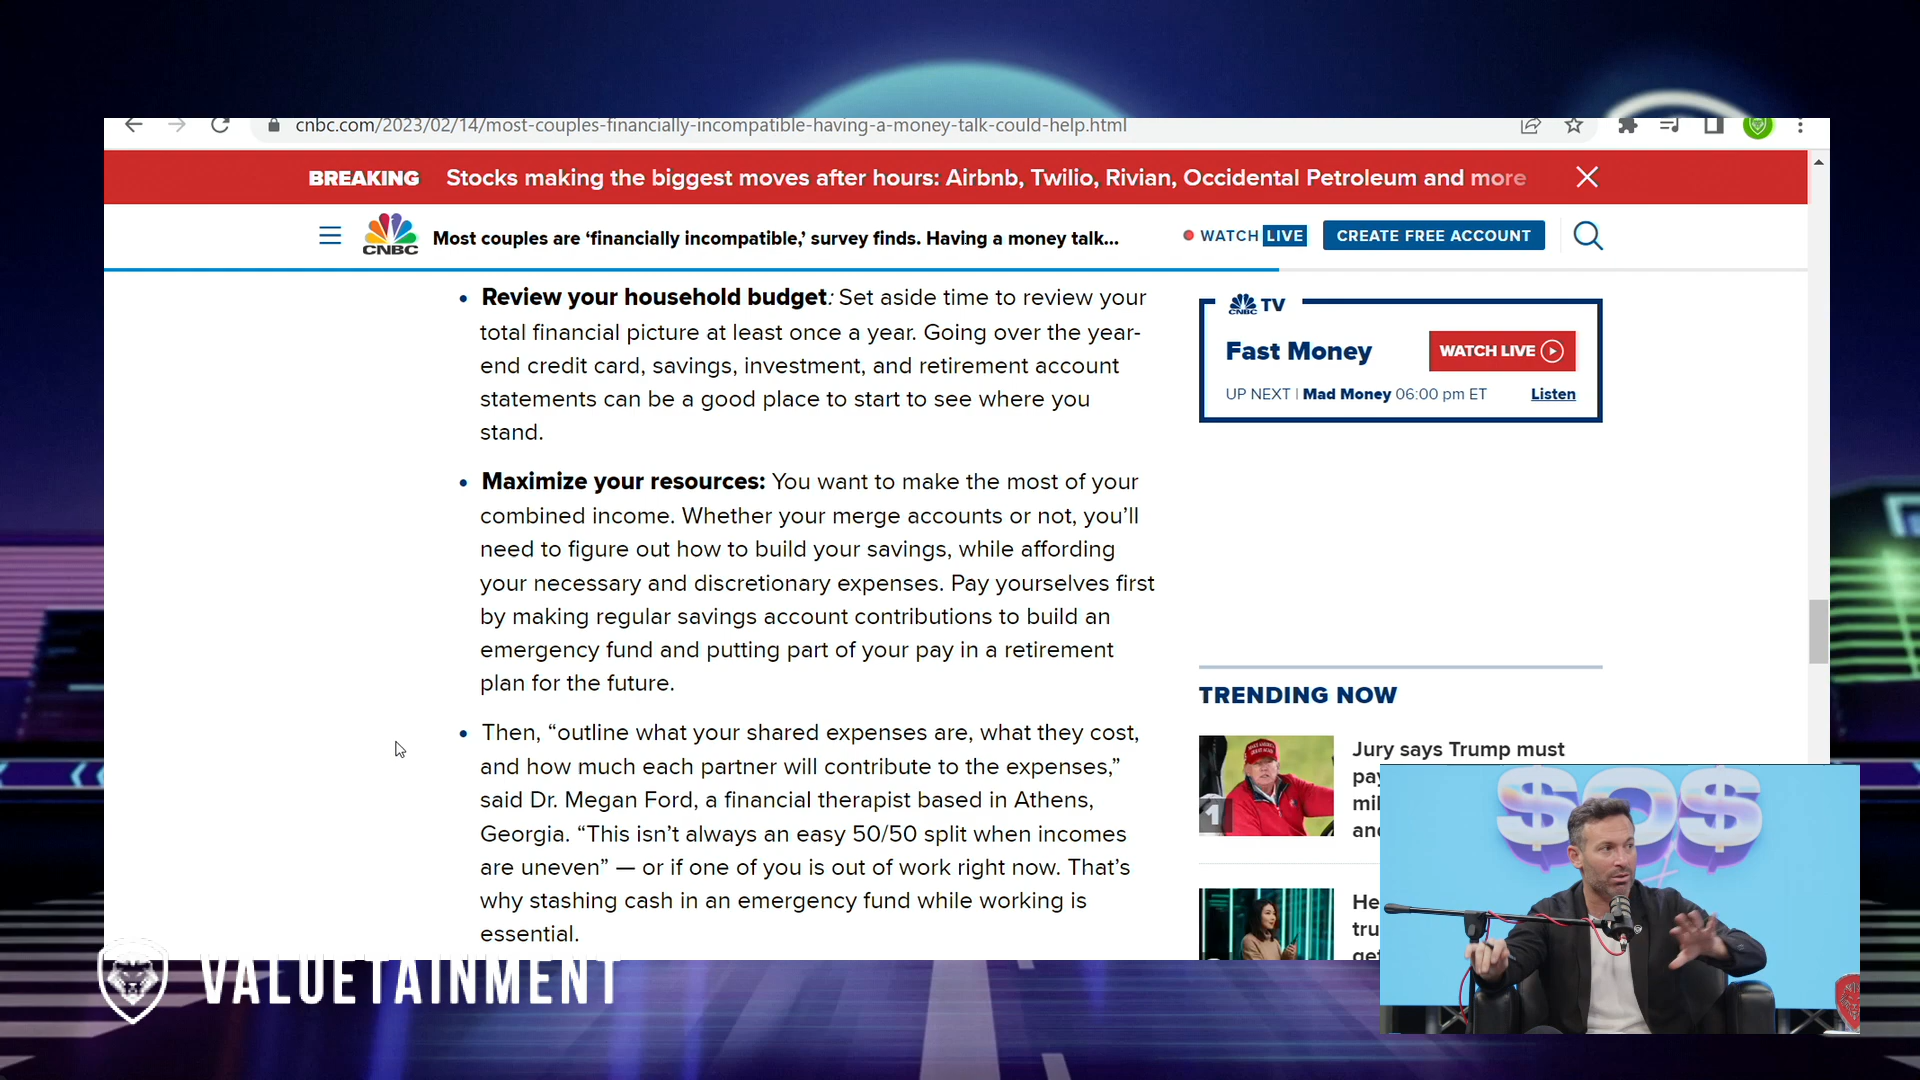 cnbc.com/2023/02/14/most-couples-financially-incompatible-having-a-money-talk-could-help.html
BREAKING Stocks making the biggest moves after hours: Airbnb, Twilio, Rivian, Occidental Petroleum and more
CNBC Most couples are ‘financially incompatible,’ survey finds. Having a money talk... WATCH LIVE CREATE FREE ACCOUNT
• Review your household budget: Set aside time to review your
total financial picture at least once a year. Going over the year-
end credit card, savings, investment, and retirement account
statements can be a good place to start to see where you
stand.
• Maximize your resources: You want to make the most of your
combined income. Whether your merge accounts or not, you’ll
need to figure out how to build your savings, while affording
your necessary and discretionary expenses. Pay yourselves first
by making regular savings account contributions to build an
emergency fund and putting part of your pay in a retirement
plan for the future.
• Then, “outline what your shared expenses are, what they cost,
and how much each partner will contribute to the expenses,”
said Dr. Megan Ford, a financial therapist based in Athens,
Georgia. “This isn’t always an easy 50/50 split when incomes
are uneven” — or if one of you is out of work right now. That’s
why stashing cash in an emergency fund while working is
essential.
CNBC TV
Fast Money WATCH LIVE
UP NEXT | Mad Money 06:00 pm ET Listen
TRENDING NOW
1
Jury says Trump must
$O$
VALUETAINMENT